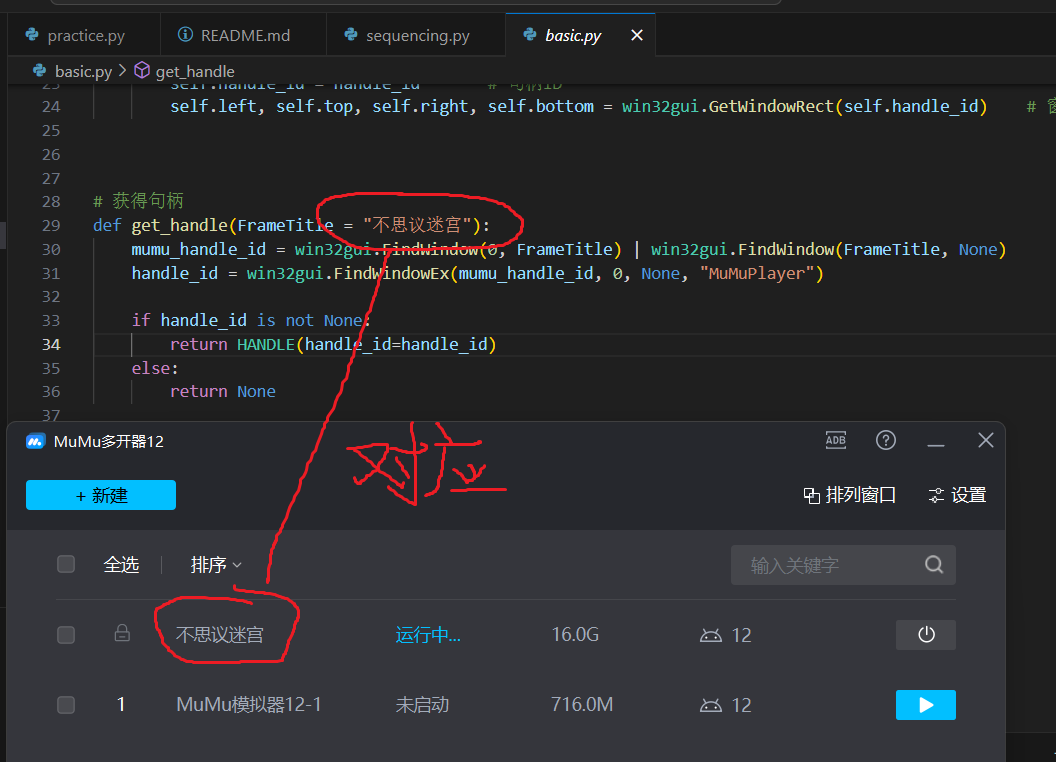 practice.py README.md sequencing.py basic.py
basic.py > get_handle
23 self.handle_id = handle_id # 句柄ID
24 self.left, self.top, self.right, self.bottom = win32gui.GetWindowRect(self.handle_id) #
25
26
27
28 # 获得句柄
29 def get_handle(FrameTitle = "不思议迷宫"):
30 mumu_handle_id = win32gui.FindWindow(0, FrameTitle) | win32gui.FindWindow(FrameTitle, None)
31 handle_id = win32gui.FindWindowEx(mumu_handle_id, 0, None, "MuMuPlayer")
32
33 if handle_id is not None:
34 return HANDLE(handle_id=handle_id)
35 else:
36 return None
37
MuMu多开器12 ADB
对应
+ 新建 排列窗口 设置
全选 排序 输入关键字
不思议迷宫 运行中... 16.0G 12
1 MuMu模拟器12-1 未启动 716.0M 12